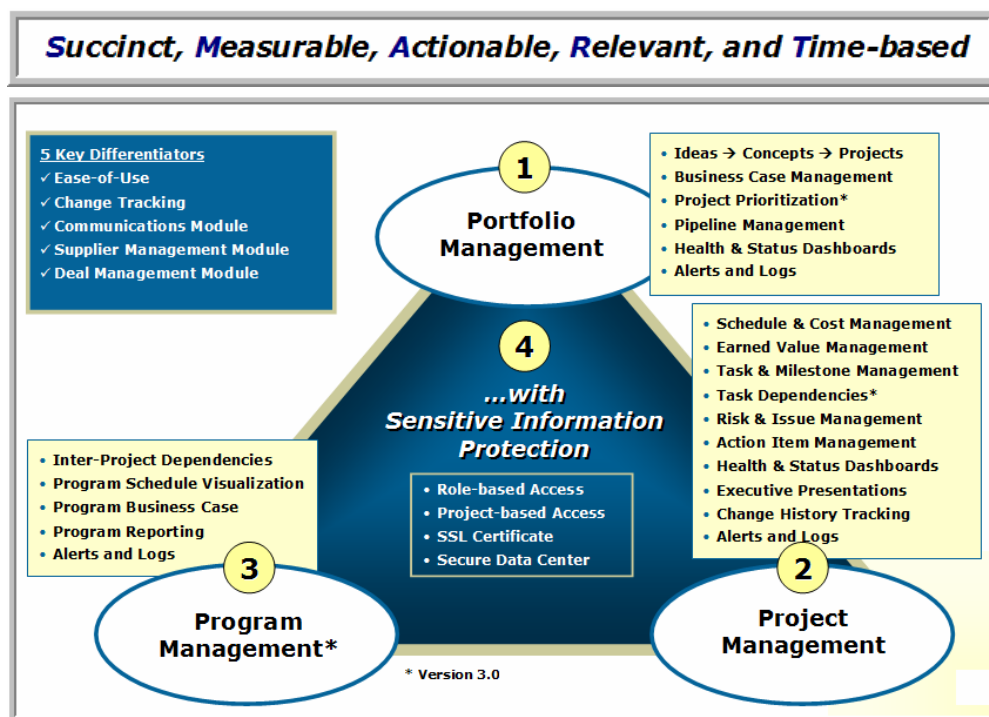 Succinct, Measurable, Actionable, Relevant, and Time-based
5 Key Differentiators
✓ Ease-of-Use
✓ Change Tracking
✓ Communications Module
✓ Supplier Management Module
✓ Deal Management Module
1
Portfolio
Management
• Ideas → Concepts → Projects
• Business Case Management
• Project Prioritization*
• Pipeline Management
• Health & Status Dashboards
• Alerts and Logs
• Schedule & Cost Management
• Earned Value Management
• Task & Milestone Management
• Task Dependencies*
• Risk & Issue Management
• Action Item Management
• Health & Status Dashboards
• Executive Presentations
• Change History Tracking
• Alerts and Logs
4
...with
Sensitive Information
Protection
• Role-based Access
• Project-based Access
• SSL Certificate
• Secure Data Center
• Inter-Project Dependencies
• Program Schedule Visualization
• Program Business Case
• Program Reporting
• Alerts and Logs
3
Program
Management*
2
Project
Management
* Version 3.0